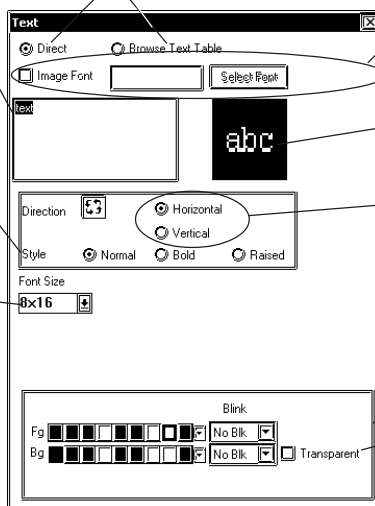 Text
Direct Browse Text Table
Image Font Select Font
text
abc
Direction Horizontal
Vertical
Style Normal Bold Raised
Font Size
8x16
Blink
Fg No Blk
Bg No Blk Transparent